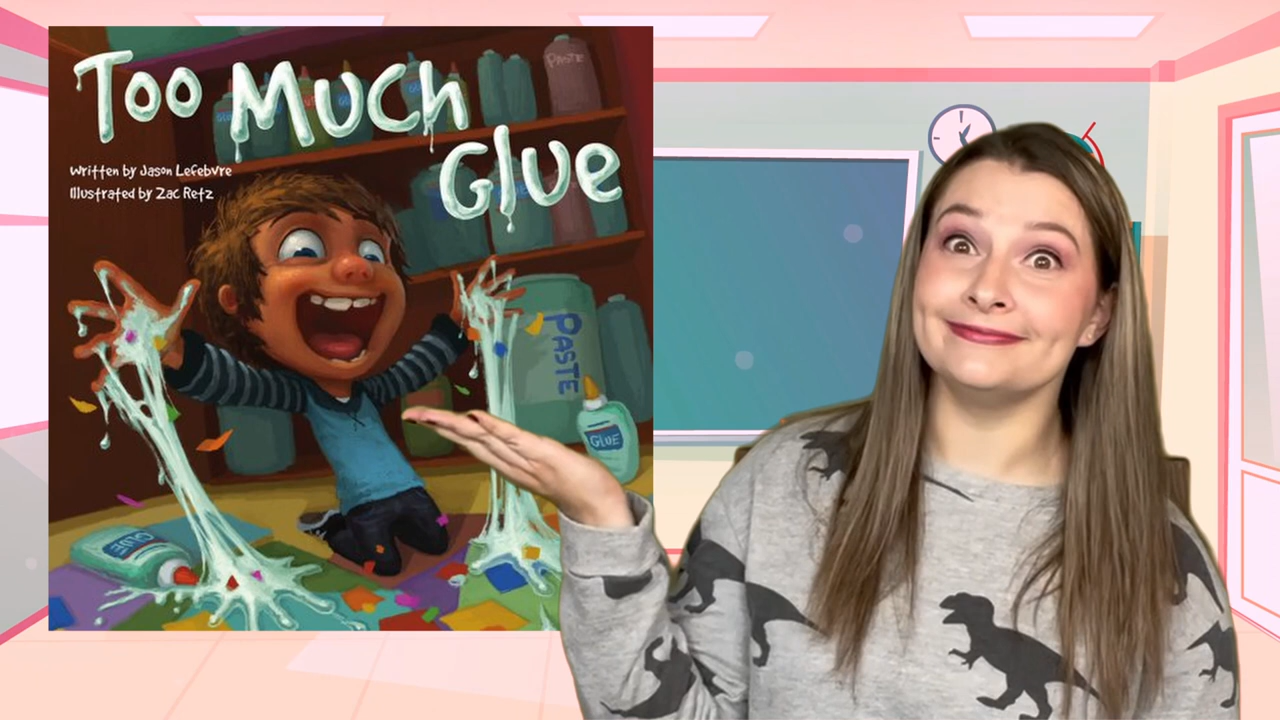 Too Much
Glue
Written by Jason Lefebvre
Illustrated by Zac Retz
PASTE
PASTE
GLUE
GLUE